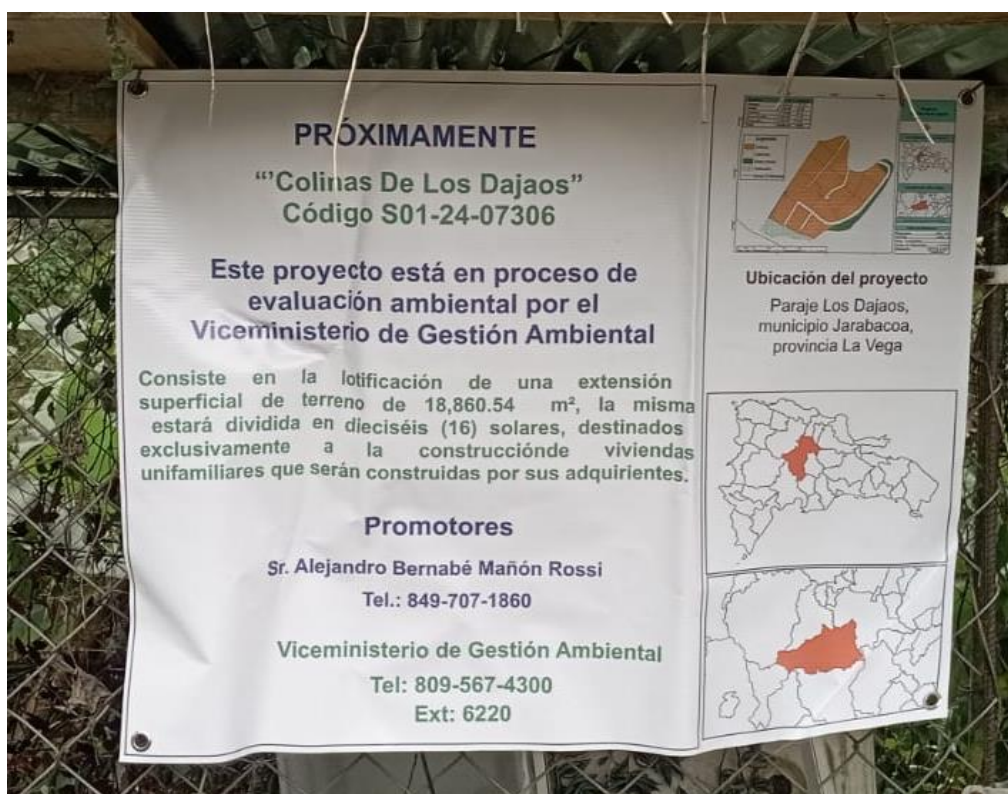 PRÓXIMAMENTE
“’Colinas De Los Dajaos”
Código S01-24-07306
Este proyecto está en proceso de
evaluación ambiental por el
Viceministerio de Gestión Ambiental
Consiste en la lotificación de una extensión
superficial de terreno de 18,860.54 m², la misma
estará dividida en dieciséis (16) solares, destinados
exclusivamente a la construcciónde viviendas
unifamiliares que serán construidas por sus adquirientes.
Promotores
Sr. Alejandro Bernabé Mañón Rossi
Tel.: 849-707-1860
Viceministerio de Gestión Ambiental
Tel: 809-567-4300
Ext: 6220
Ubicación del proyecto
Paraje Los Dajaos,
municipio Jarabacoa,
provincia La Vega